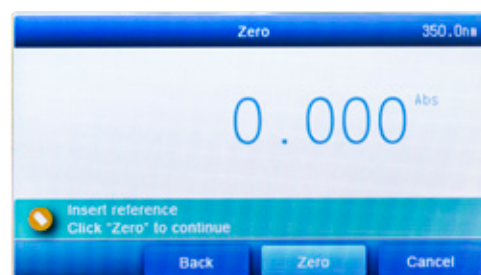 Zero 350.0nm
0.000 Abs
Insert reference
Click "Zero" to continue
Back Zero Cancel